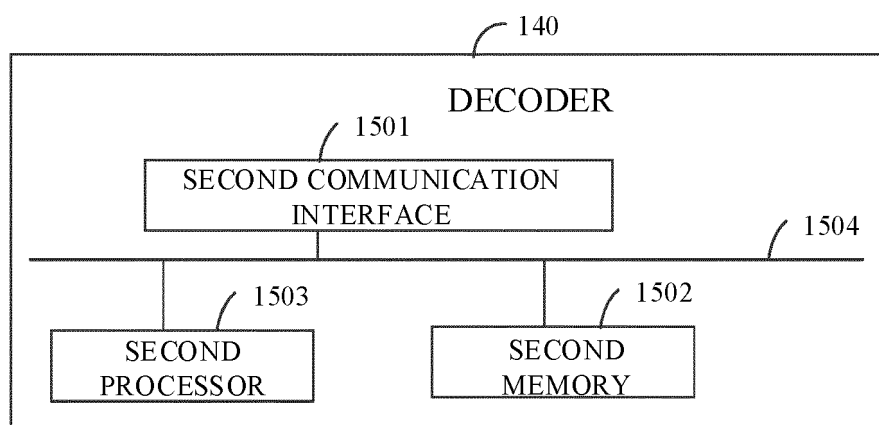 140
DECODER
1501
SECOND COMMUNICATION
INTERFACE
1504
1503
SECOND
PROCESSOR
1502
SECOND
MEMORY